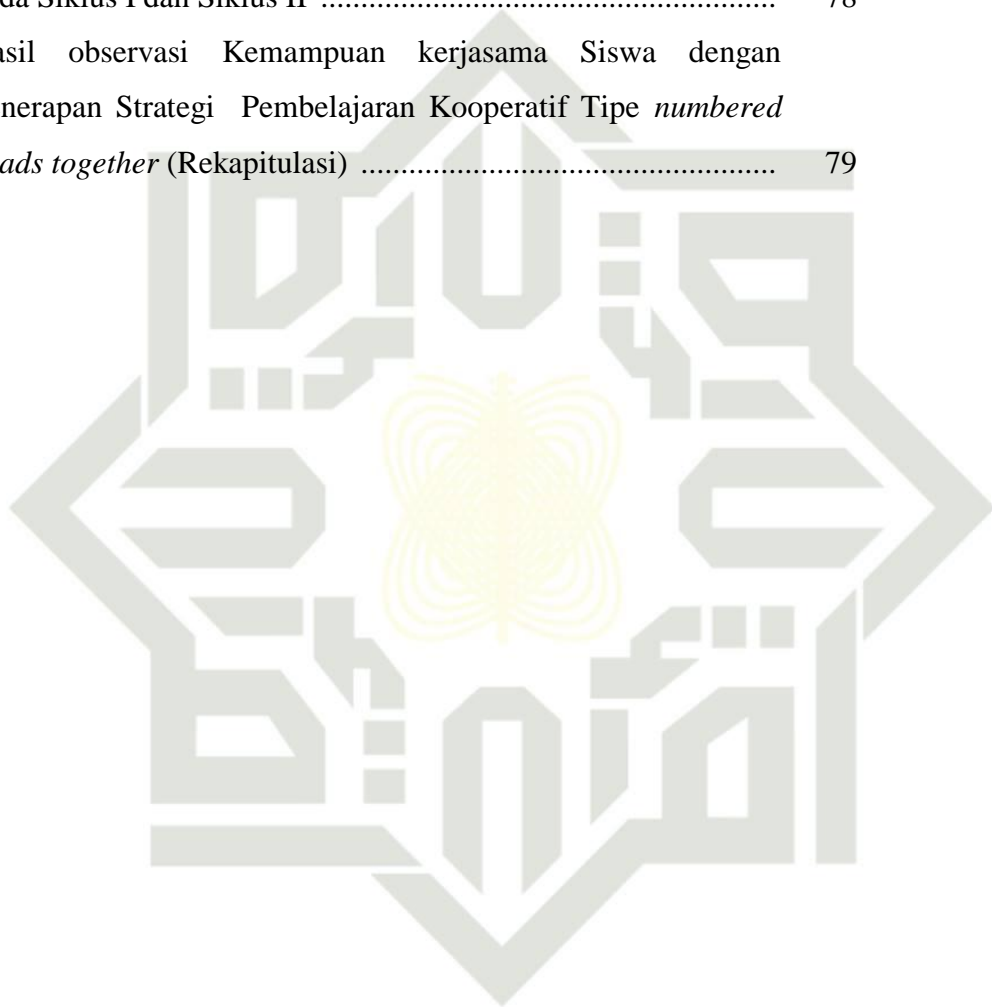 da Siklus I dan Siklus II ........................................................ 78
asil observasi Kemampuan kerjasama Siswa dengan
nerapan Strategi Pembelajaran Kooperatif Tipe numbered
ads together (Rekapitulasi) ................................................... 79